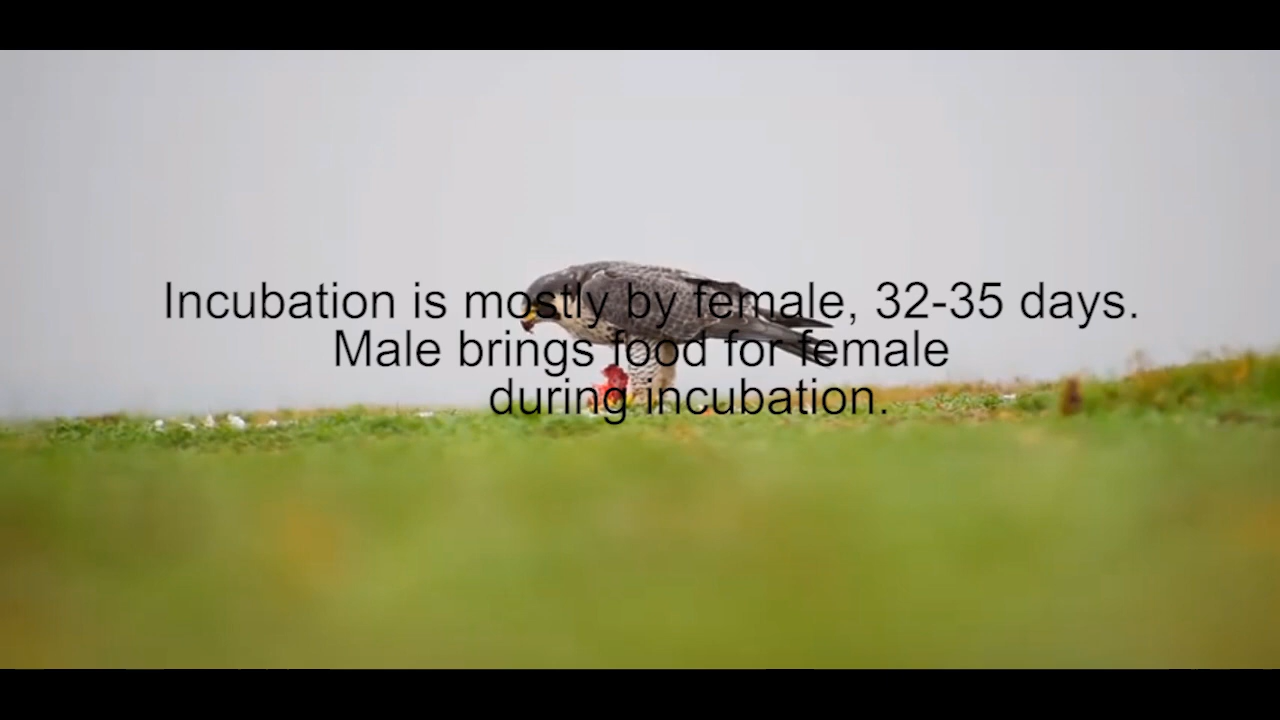 Incubation is mostly by female, 32-35 days.
Male brings food for female
during incubation.